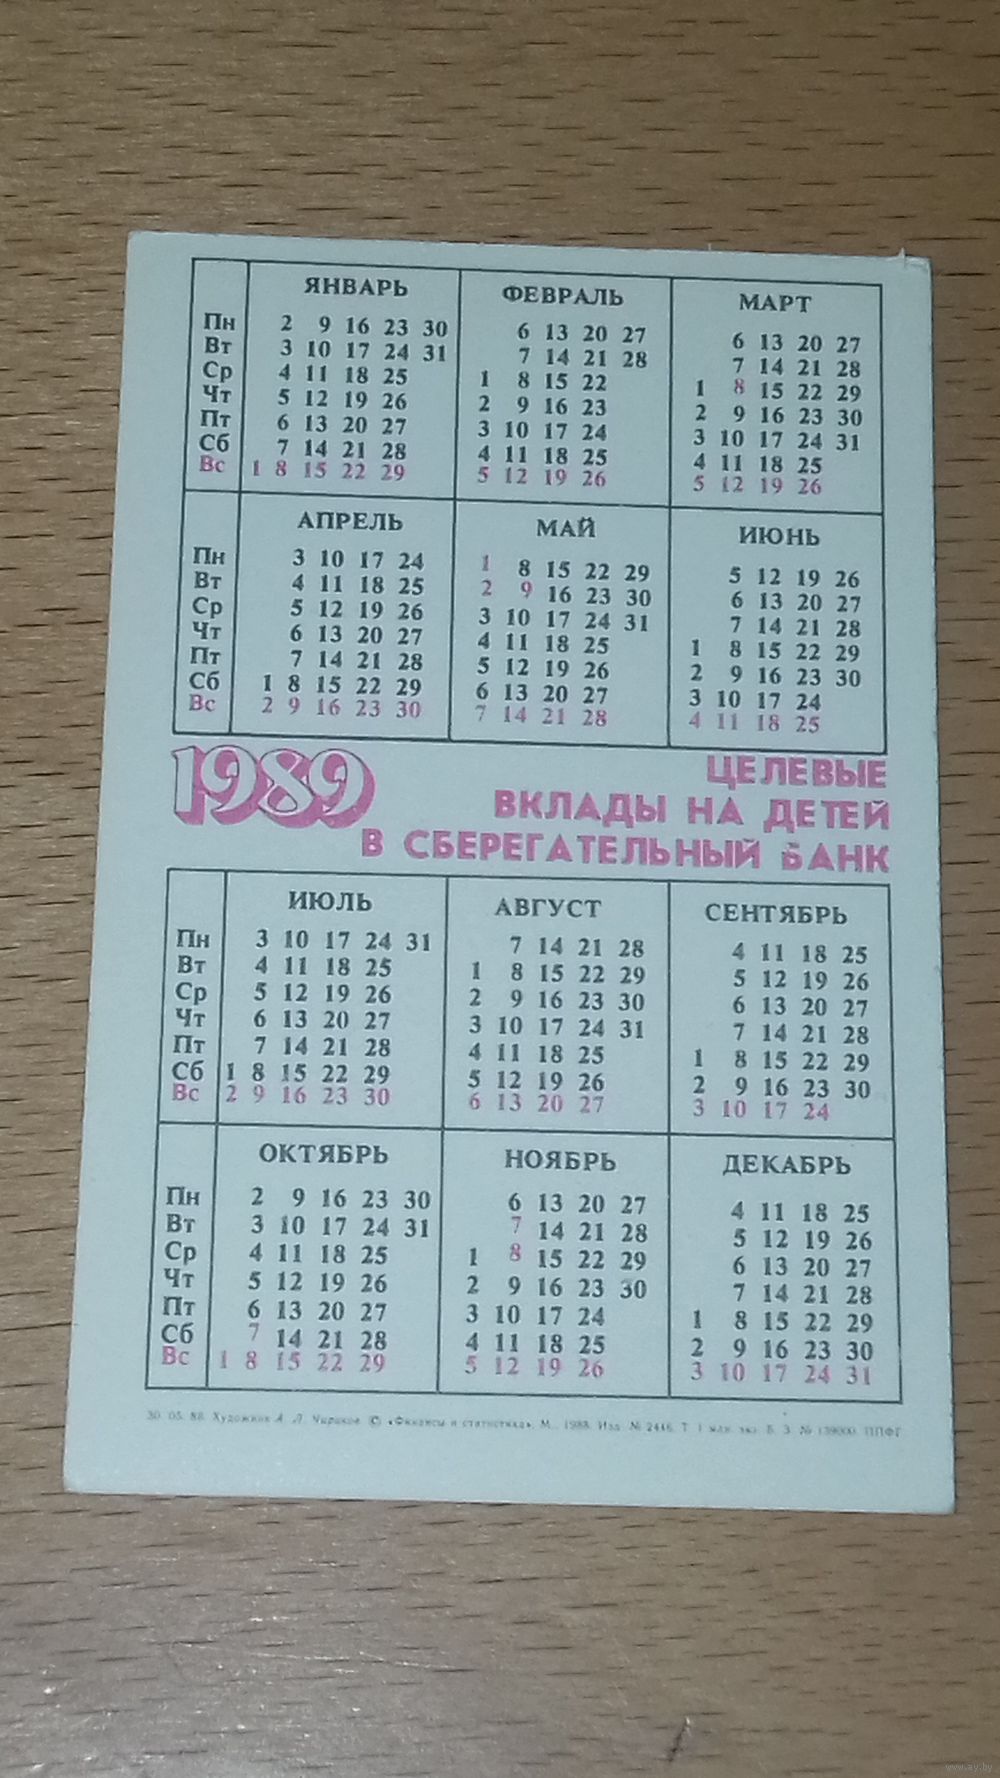 ЯНВАРЬ ФЕВРАЛЬ МАРТ
Пн 2 9 16 23 30 6 13 20 27 6 13 20 27
Вт 3 10 17 24 31 7 14 21 28 7 14 21 28
Ср 4 11 18 25 1 8 15 22 1 8 15 22 29
Чт 5 12 19 26 2 9 16 23 2 9 16 23 30
Пт 6 13 20 27 3 10 17 24 3 10 17 24 31
Сб 7 14 21 28 4 11 18 25 4 11 18 25
Вс 1 8 15 22 29 5 12 19 26 5 12 19 26
АПРЕЛЬ МАЙ ИЮНЬ
Пн 3 10 17 24 1 8 15 22 29 5 12 19 26
Вт 4 11 18 25 2 9 16 23 30 6 13 20 27
Ср 5 12 19 26 3 10 17 24 31 7 14 21 28
Чт 6 13 20 27 4 11 18 25 1 8 15 22 29
Пт 7 14 21 28 5 12 19 26 2 9 16 23 30
Сб 1 8 15 22 29 6 13 20 27 3 10 17 24
Вс 2 9 16 23 30 7 14 21 28 4 11 18 25
1989
ЦЕЛЕВЫЕ
ВКЛАДЫ НА ДЕТЕЙ
В СБЕРЕГАТЕЛЬНЫЙ БАНК
ИЮЛЬ АВГУСТ СЕНТЯБРЬ
Пн 3 10 17 24 31 7 14 21 28 4 11 18 25
Вт 4 11 18 25 1 8 15 22 29 5 12 19 26
Ср 5 12 19 26 2 9 16 23 30 6 13 20 27
Чт 6 13 20 27 3 10 17 24 31 7 14 21 28
Пт 7 14 21 28 4 11 18 25 1 8 15 22 29
Сб 1 8 15 22 29 5 12 19 26 2 9 16 23 30
Вс 2 9 16 23 30 6 13 20 27 3 10 17 24
ОКТЯБРЬ НОЯБРЬ ДЕКАБРЬ
Пн 2 9 16 23 30 6 13 20 27 4 11 18 25
Вт 3 10 17 24 31 7 14 21 28 5 12 19 26
Ср 4 11 18 25 1 8 15 22 29 6 13 20 27
Чт 5 12 19 26 2 9 16 23 30 7 14 21 28
Пт 6 13 20 27 3 10 17 24 1 8 15 22 29
Сб 7 14 21 28 4 11 18 25 2 9 16 23 30
Вс 1 8 15 22 29 5 12 19 26 3 10 17 24 31
30. 05. 88. Художник А. Л. Чириков. © «Финансы и статистика», М., 1988. Изд. № 2446. Т. 1 млн. экз. Б. З. № 139000. ППФГ
www.ay.by